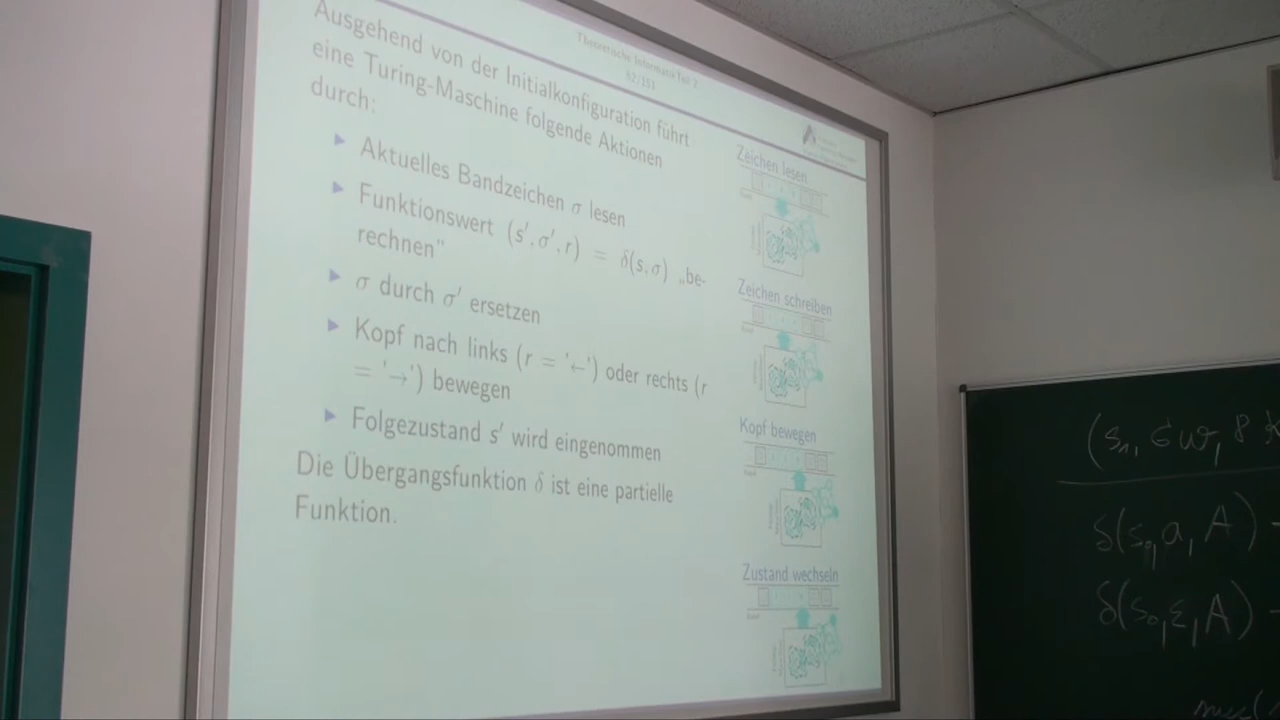 Theoretische Informatik Teil 2
52/153
Ausgehend von der Initialkonfiguration führt
eine Turing-Maschine folgende Aktionen
durch:
Aktuelles Bandzeichen σ lesen
Funktionswert (s′,σ′,r) = δ(s,σ) „be-
rechnen“
σ durch σ′ ersetzen
Kopf nach links (r = '←') oder rechts (r
= '→') bewegen
Folgezustand s′ wird eingenommen
Die Übergangsfunktion δ ist eine partielle
Funktion.
Zeichen lesen
Zeichen schreiben
Kopf bewegen
Zustand wechseln
δ(s₀,a,A)
δ(s₀,ε,A)